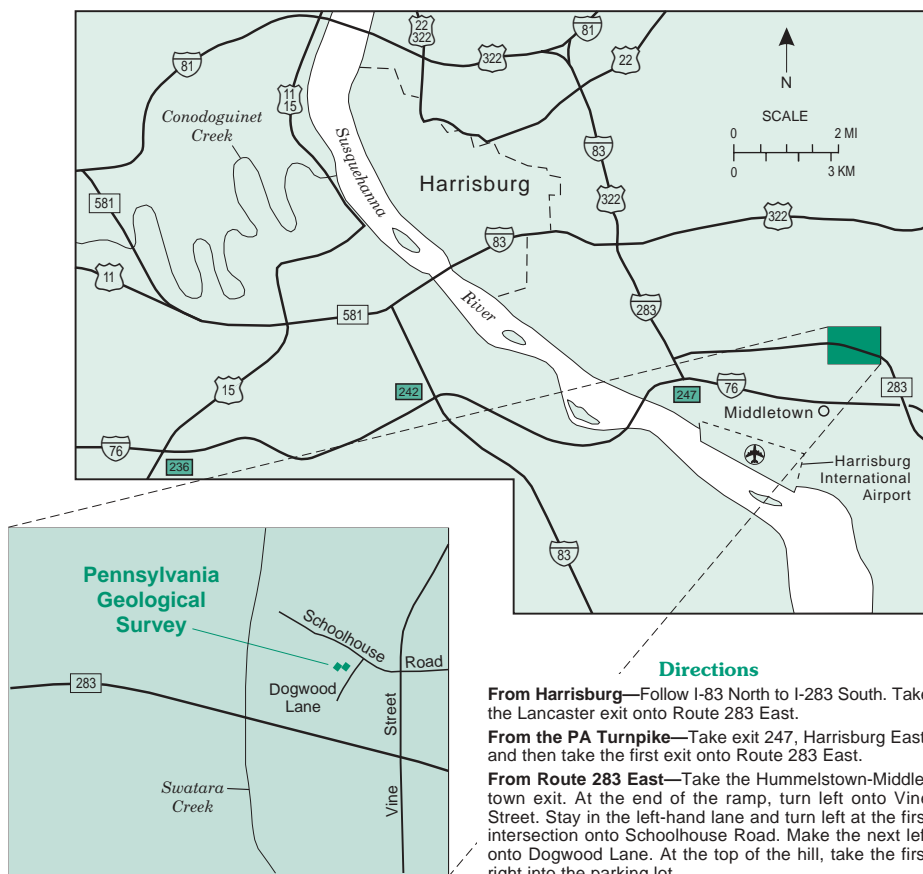 81
22
322
322
81
22
N
SCALE
0 2 MI
0 3 KM
11
15
Conodoguinet
Creek
Susquehanna
Harrisburg
83
322
322
581
83
11
581
River
283
15
242
247
76
283
Middletown
76
236
Harrisburg
International
Airport
83
Pennsylvania
Geological
Survey
Schoolhouse
Road
Dogwood
Lane
283
Street
Vine
Swatara
Creek
Directions
From Harrisburg—Follow I-83 North to I-283 South. Take
the Lancaster exit onto Route 283 East.
From the PA Turnpike—Take exit 247, Harrisburg East,
and then take the first exit onto Route 283 East.
From Route 283 East—Take the Hummelstown-Middle-
town exit. At the end of the ramp, turn left onto Vine
Street. Stay in the left-hand lane and turn left at the first
intersection onto Schoolhouse Road. Make the next left
onto Dogwood Lane. At the top of the hill, take the first
right into the parking lot.